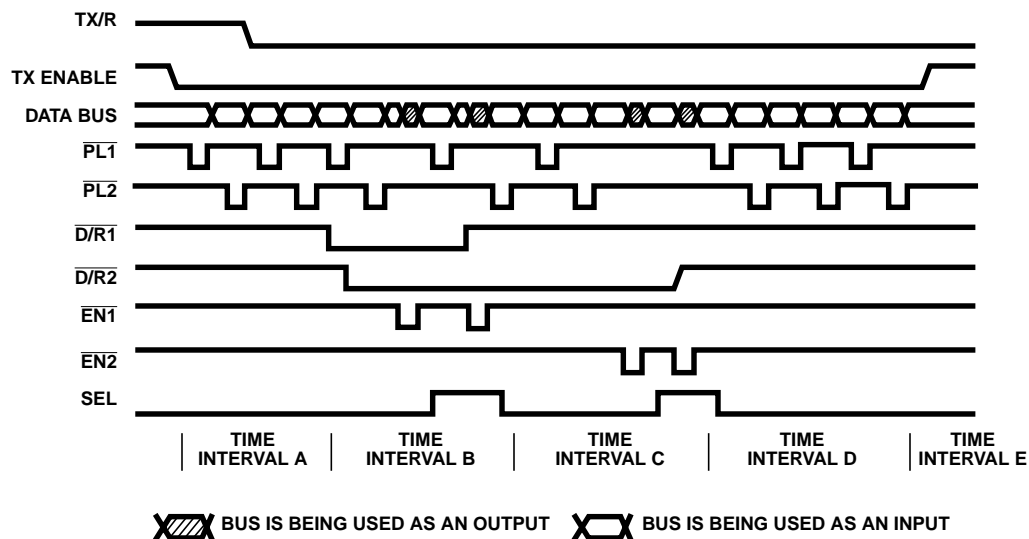 TX/R
TX ENABLE
DATA BUS
PL1
PL2
D/R1
D/R2
EN1
EN2
SEL
TIME INTERVAL A
TIME INTERVAL B
TIME INTERVAL C
TIME INTERVAL D
TIME INTERVAL E
BUS IS BEING USED AS AN OUTPUT
BUS IS BEING USED AS AN INPUT